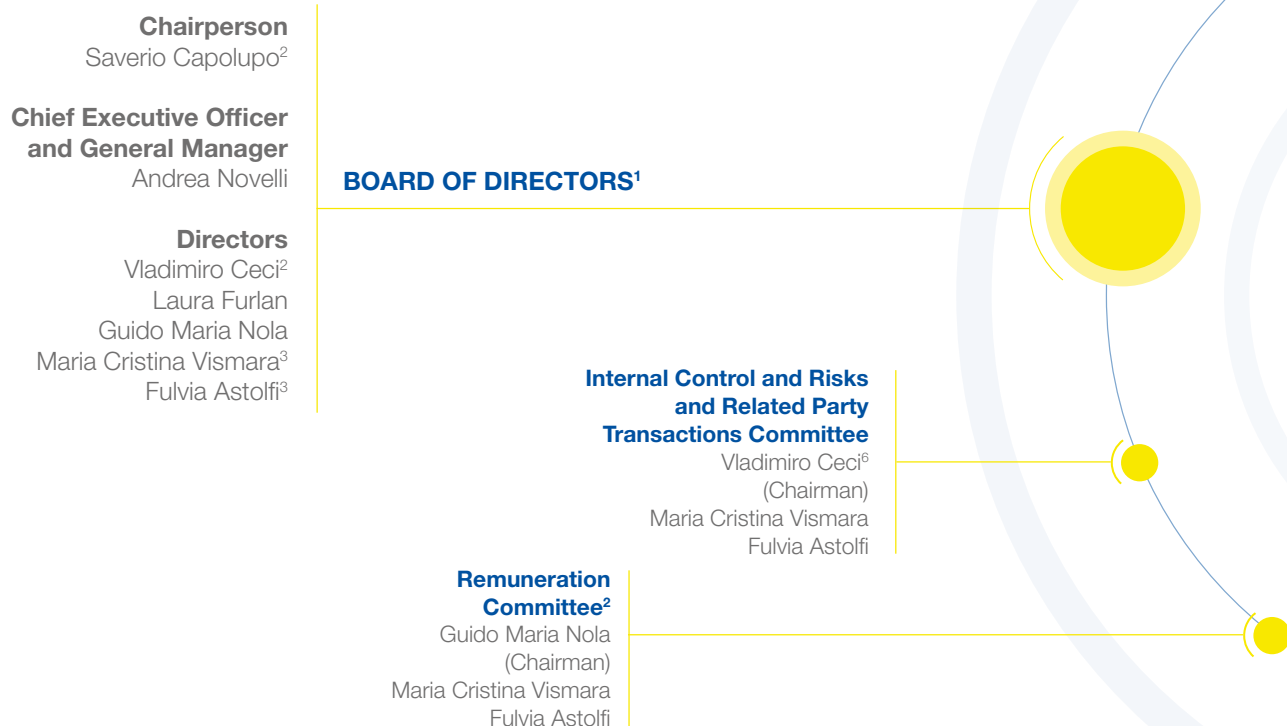 Chairperson
Saverio Capolupo²
Chief Executive Officer
and General Manager
Andrea Novelli
Directors
Vladimiro Ceci²
Laura Furlan
Guido Maria Nola
Maria Cristina Vismara³
Fulvia Astolfi³
BOARD OF DIRECTORS¹
Internal Control and Risks
and Related Party
Transactions Committee
Vladimiro Ceci⁶
(Chairman)
Maria Cristina Vismara
Fulvia Astolfi
Remuneration
Committee²
Guido Maria Nola
(Chairman)
Maria Cristina Vismara
Fulvia Astolfi